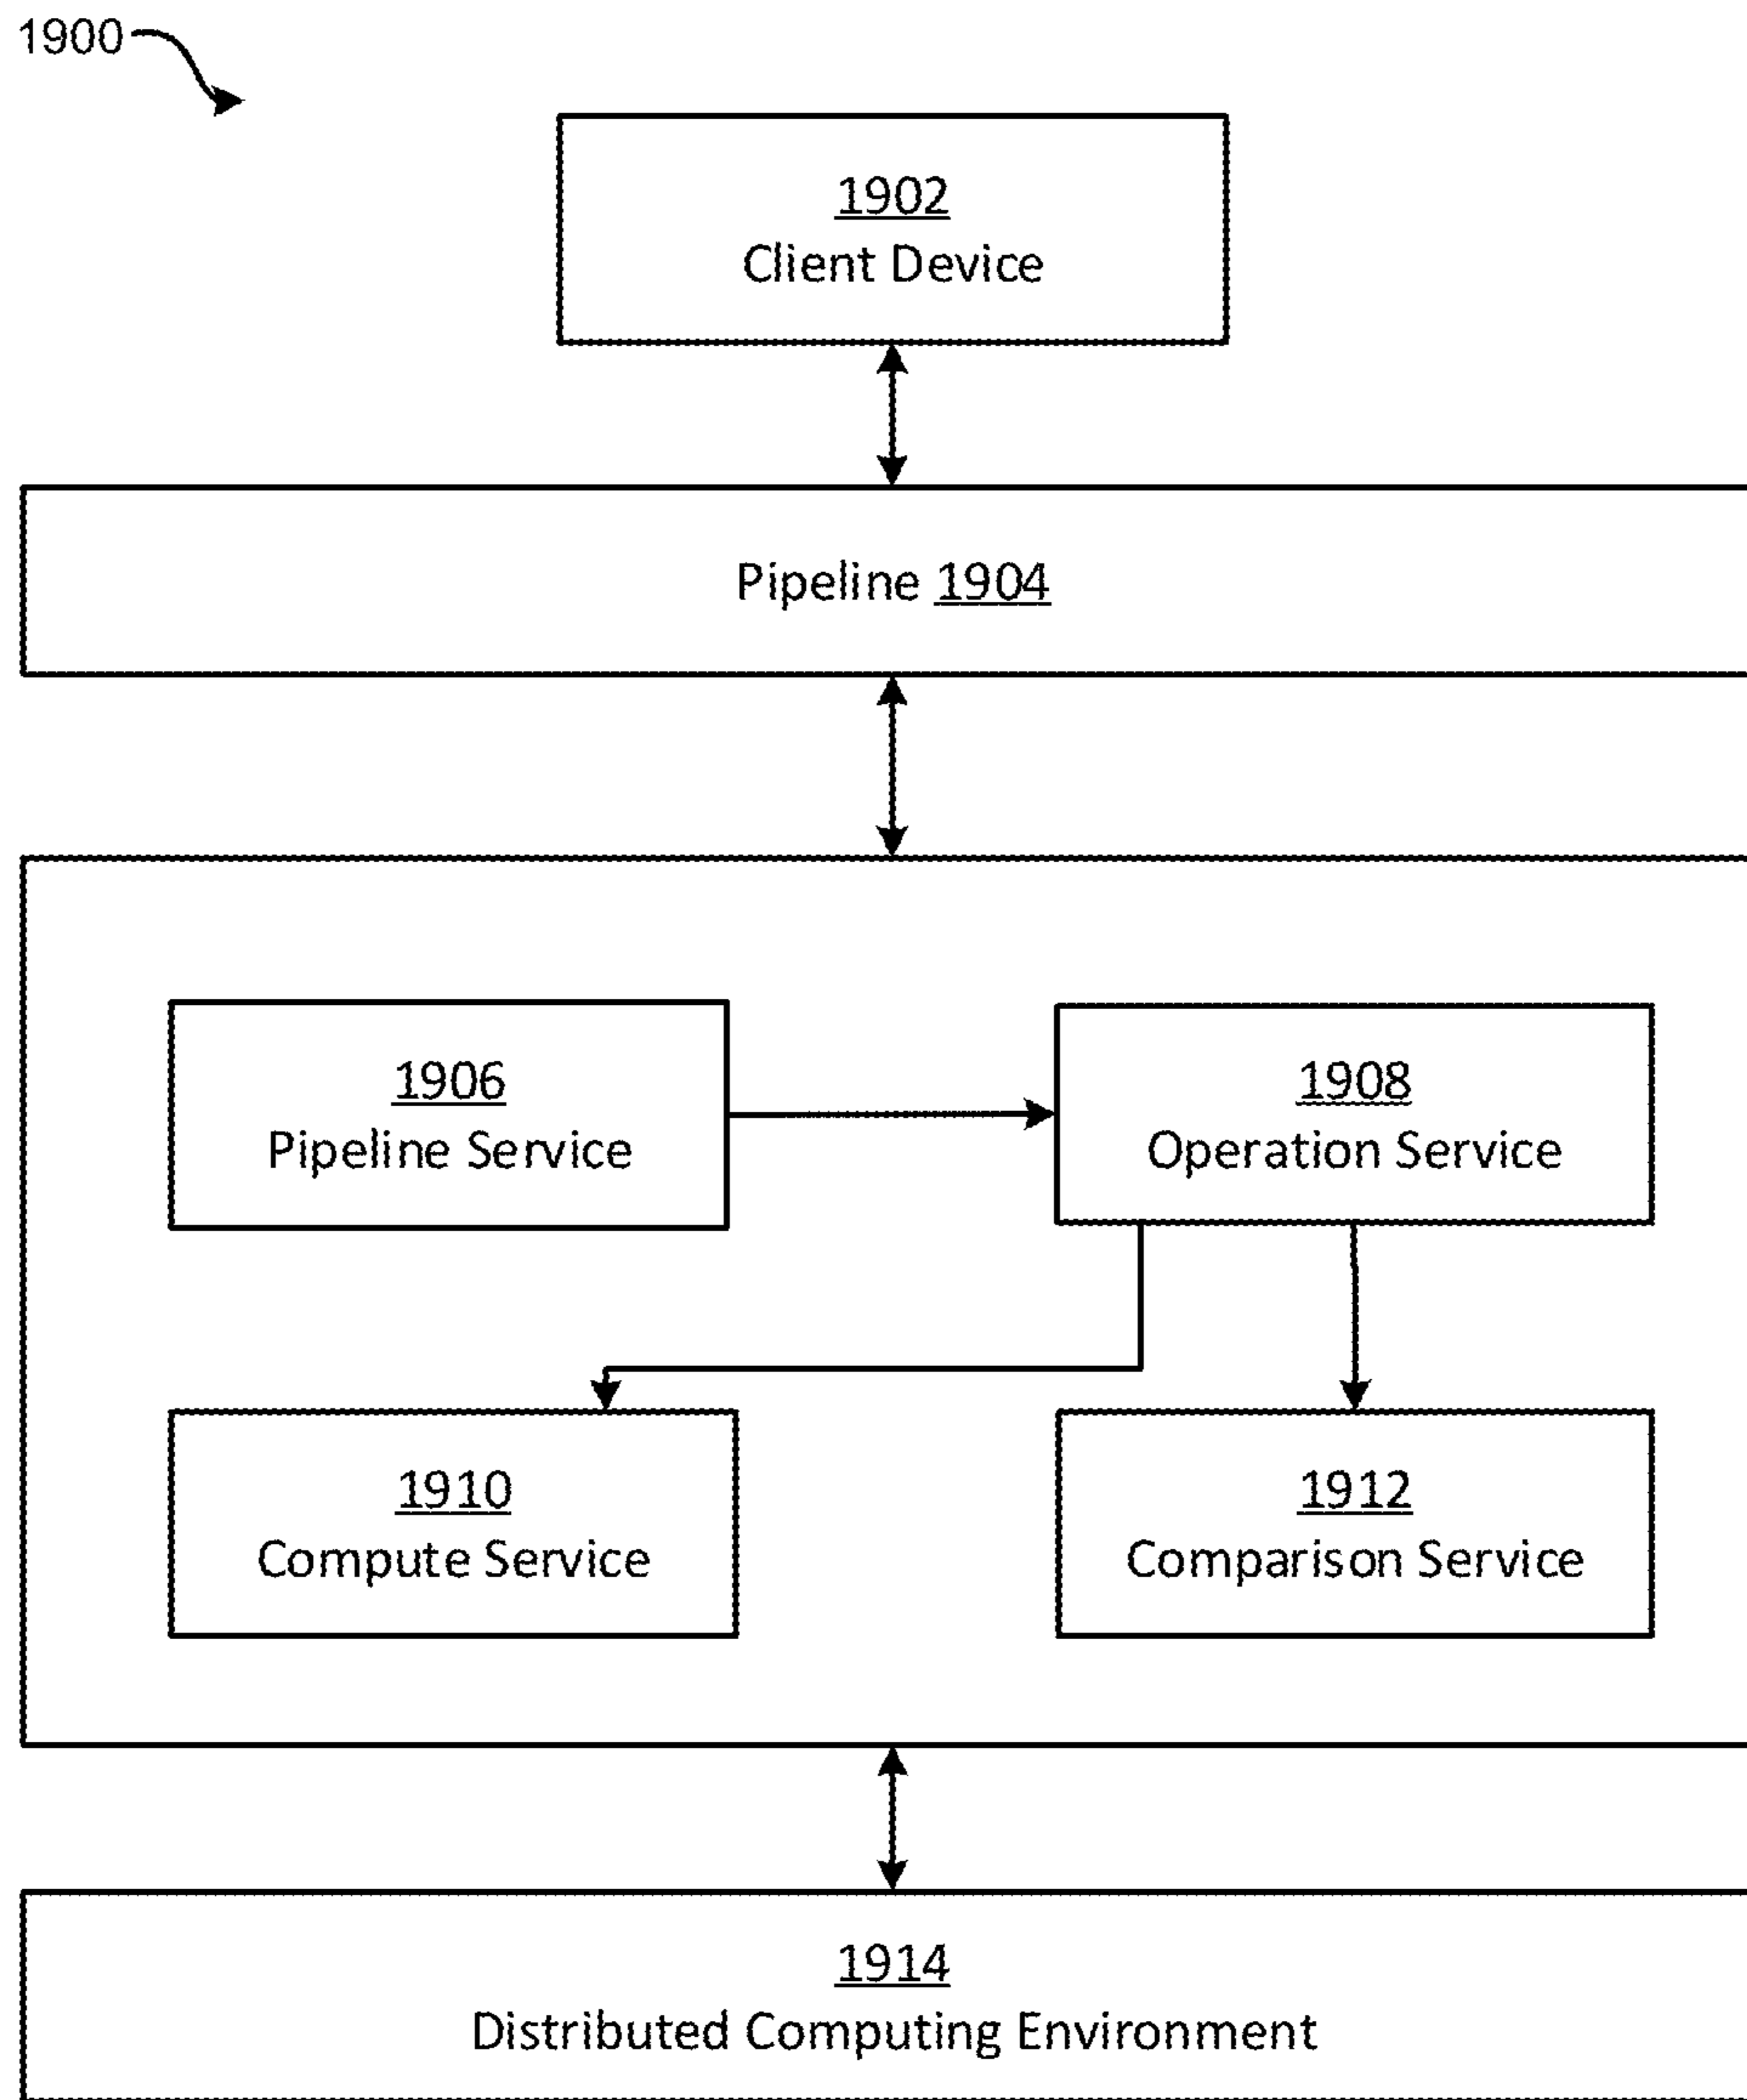 1900
1902
Client Device
Pipeline 1904
1906
Pipeline Service
1908
Operation Service
1910
Compute Service
1912
Comparison Service
1914
Distributed Computing Environment